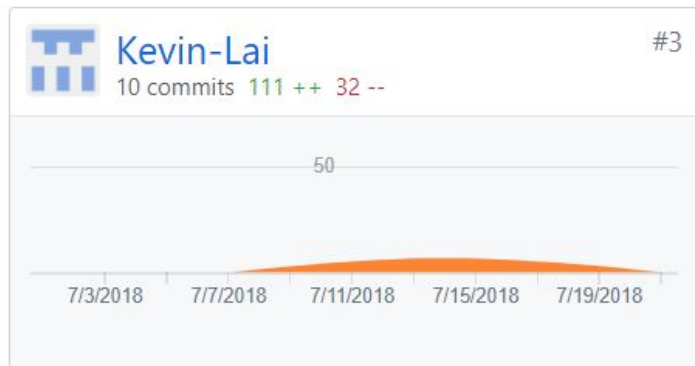 Kevin-Lai #3
10 commits 111 ++ 32 --
50
7/3/2018 7/7/2018 7/11/2018 7/15/2018 7/19/2018